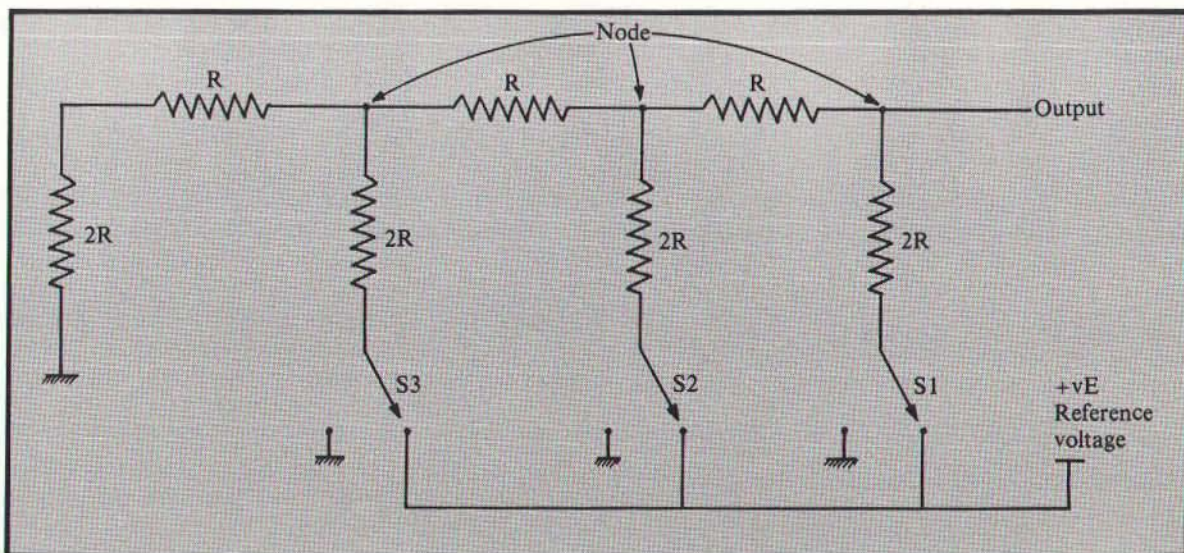 Node
R
R
R
Output
2R
2R
2R
2R
S3
S2
S1
+vE
Reference
voltage